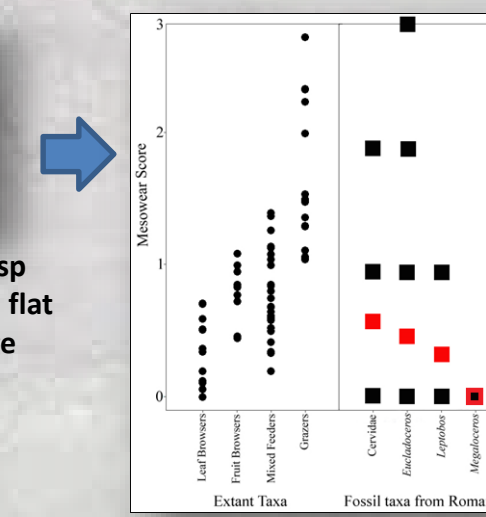 sp
flat
e
3
2
1
0
Mesowear Score
Leaf Browsers
Fruit Browsers
Mixed Feeders
Grazers
Cervidae
Eucladoceros
Leptobos
Megaloceros
Extant Taxa
Fossil taxa from Roma